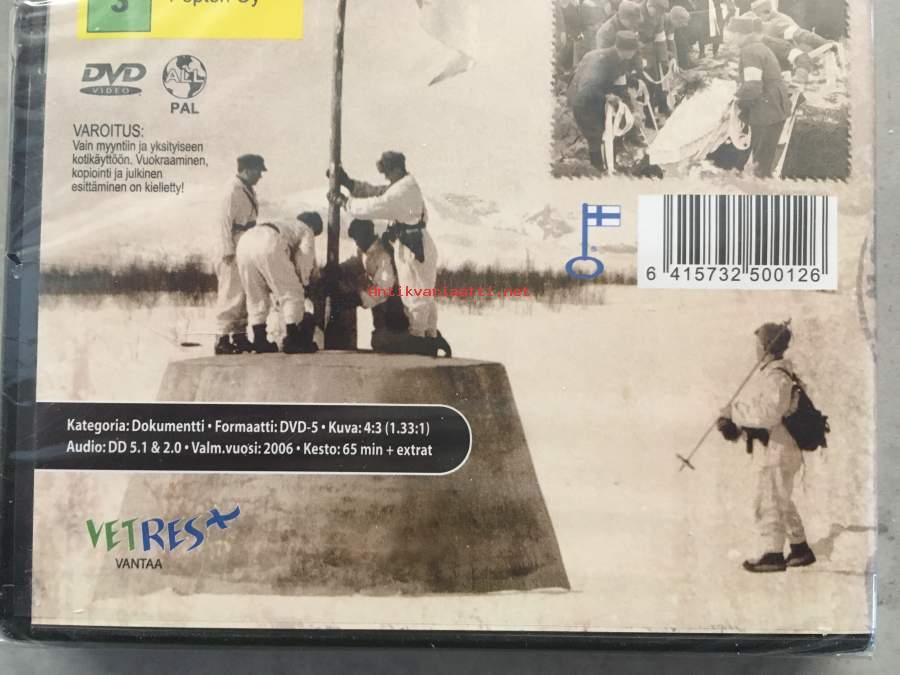 3
DVD
VIDEO
ALL
PAL
VAROITUS:
Vain myyntiin ja yksityiseen
kotikäyttöön. Vuokraaminen,
kopiointi ja julkinen
esittäminen on kielletty!
6 415732 500126
antikvariaatti.net
Kategoria: Dokumentti • Formaatti: DVD-5 • Kuva: 4:3 (1.33:1)
Audio: DD 5.1 & 2.0 • Valm.vuosi: 2006 • Kesto: 65 min + extrat
VETRES
VANTAA